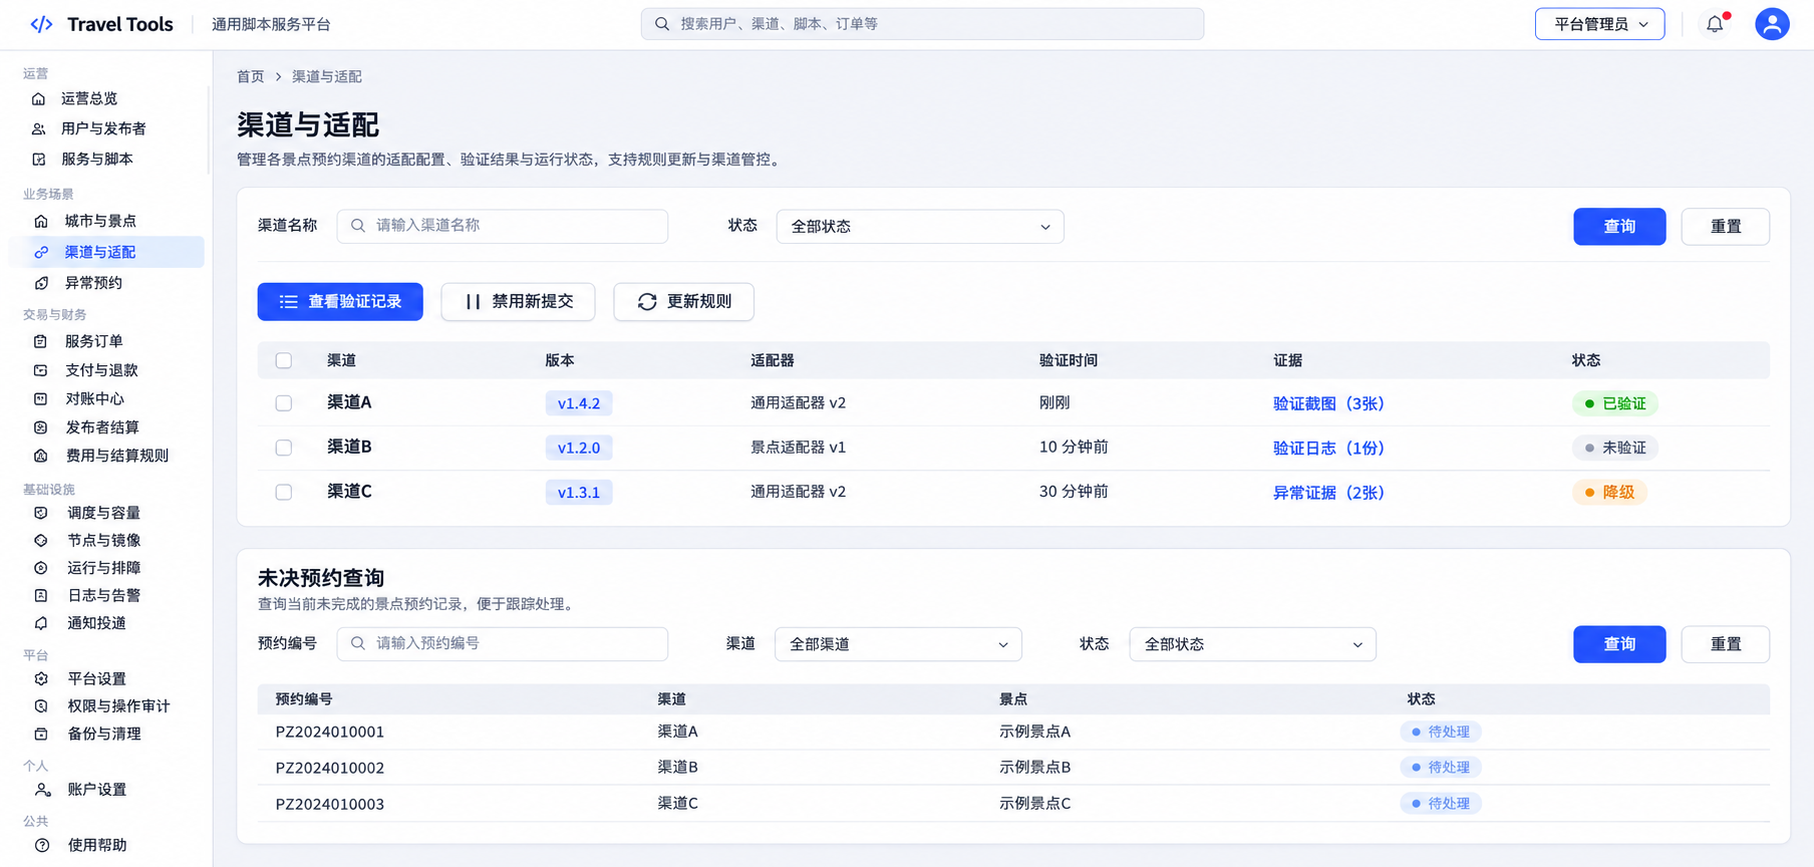 Travel Tools
通用脚本服务平台
搜索用户、渠道、脚本、订单等
平台管理员
运营
运营总览
用户与发布者
服务与脚本
业务场景
城市与景点
渠道与适配
异常预约
交易与财务
服务订单
支付与退款
对账中心
发布者结算
费用与结算规则
基础设施
调度与容量
节点与镜像
运行与排障
日志与告警
通知投递
平台
平台设置
权限与操作审计
备份与清理
个人
账户设置
公共
使用帮助
首页 > 渠道与适配
渠道与适配
管理各景点预约渠道的适配配置、验证结果与运行状态，支持规则更新与渠道管控。
渠道名称 请输入渠道名称 状态 全部状态 查询 重置
查看验证记录 禁用新提交 更新规则
渠道 版本 适配器 验证时间 证据 状态
渠道A v1.4.2 通用适配器 v2 刚刚 验证截图（3张） 已验证
渠道B v1.2.0 景点适配器 v1 10 分钟前 验证日志（1份） 未验证
渠道C v1.3.1 通用适配器 v2 30 分钟前 异常证据（2张） 降级
未决预约查询
查询当前未完成的景点预约记录，便于跟踪处理。
预约编号 请输入预约编号 渠道 全部渠道 状态 全部状态 查询 重置
预约编号 渠道 景点 状态
PZ2024010001 渠道A 示例景点A 待处理
PZ2024010002 渠道B 示例景点B 待处理
PZ2024010003 渠道C 示例景点C 待处理